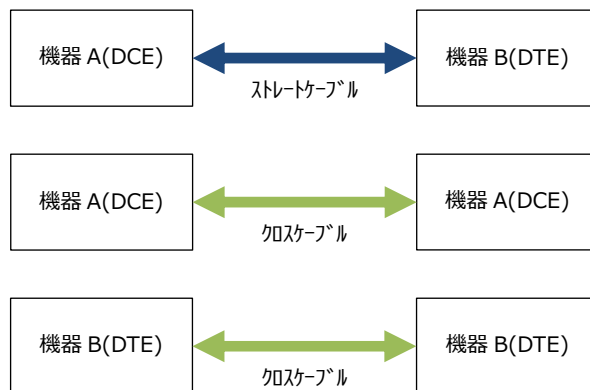 機器 A(DCE)
機器 B(DTE)
ｽﾄﾚｰﾄｹｰﾌﾞﾙ
機器 A(DCE)
機器 A(DCE)
ｸﾛｽｹｰﾌﾞﾙ
機器 B(DTE)
機器 B(DTE)
ｸﾛｽｹｰﾌﾞﾙ